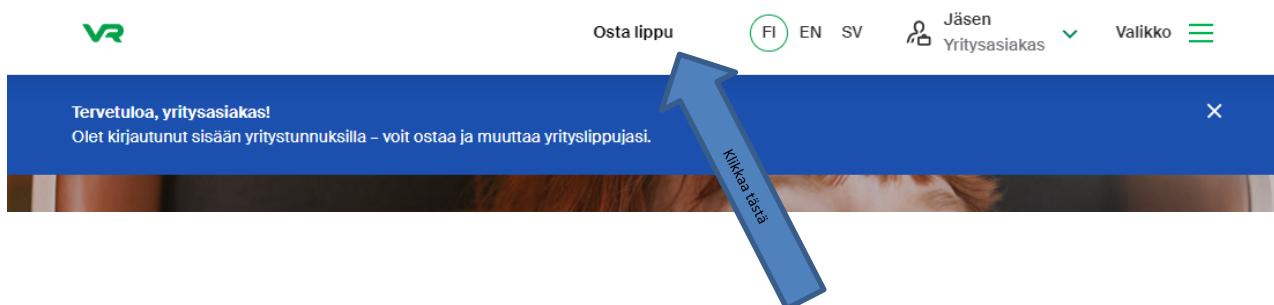 VR
Osta lippu
FI EN SV
Jäsen
Yritysasiakas
Valikko
Tervetuloa, yritysasiakas!
Olet kirjautunut sisään yritystunnuksilla – voit ostaa ja muuttaa yrityslippujasi.
Klikkaa tästä